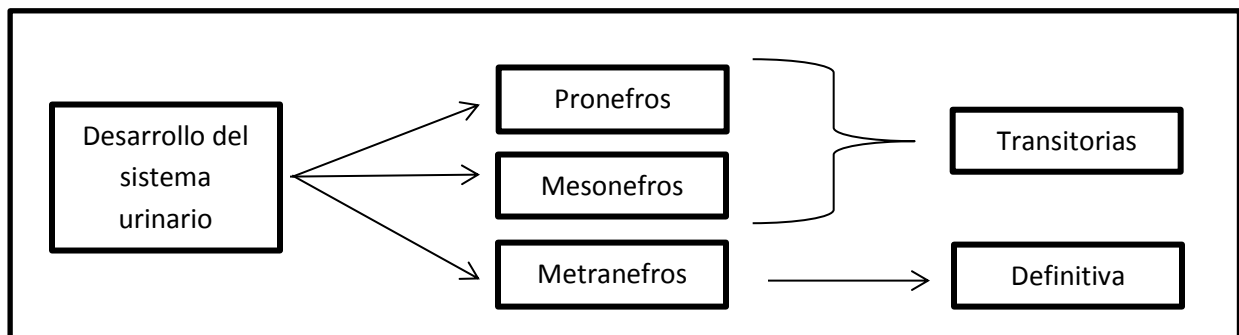 Desarrollo del
sistema
urinario
Pronefros
Mesonefros
Metranefros
Transitorias
Definitiva